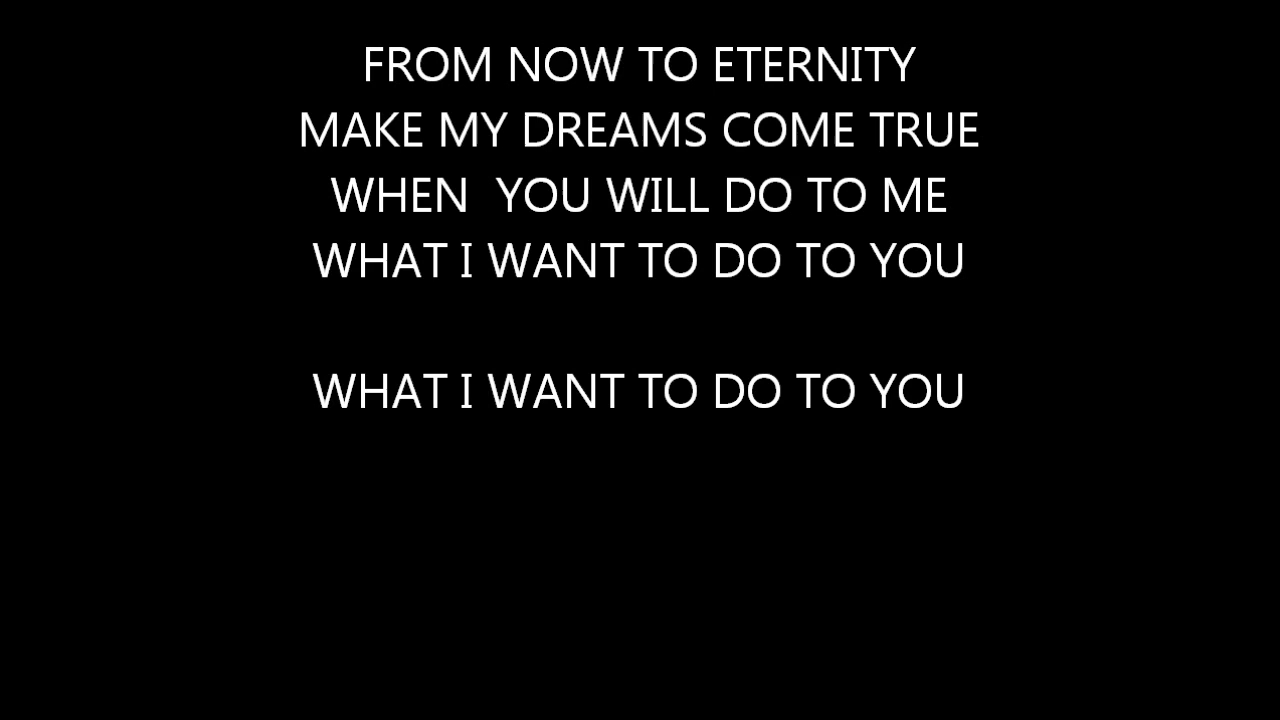 FROM NOW TO ETERNITY
MAKE MY DREAMS COME TRUE
WHEN  YOU WILL DO TO ME
WHAT I WANT TO DO TO YOU
WHAT I WANT TO DO TO YOU